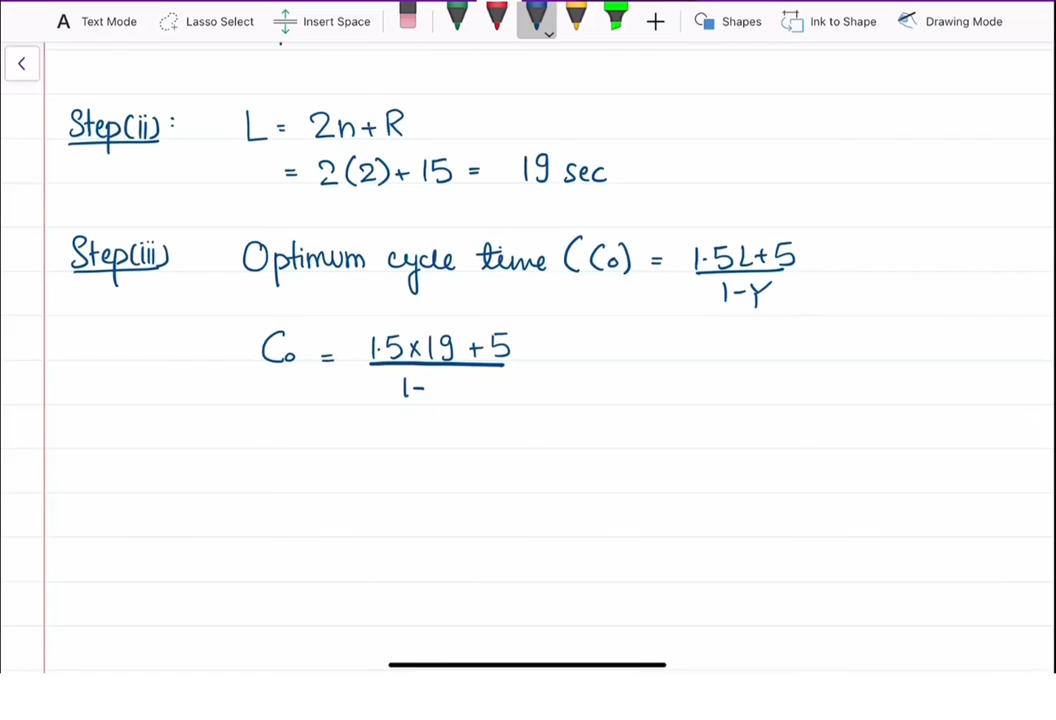 A Text Mode Lasso Select Insert Space Shapes Ink to Shape Drawing Mode
Step(ii): L = 2n+R
= 2(2)+ 15 = 19 sec
Step(iii) Optimum cycle time (Co) = 1.5L+5
1-Y
Co = 1.5×19 +5
1-